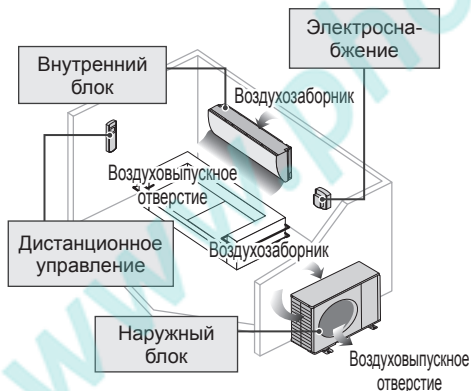 Электросна-
бжение
Внутренний
блок
Воздухозаборник
Воздуховыпускное
отверстие
Дистанционное
управление
Воздухозаборник
Наружный
блок
Воздуховыпускное
отверстие